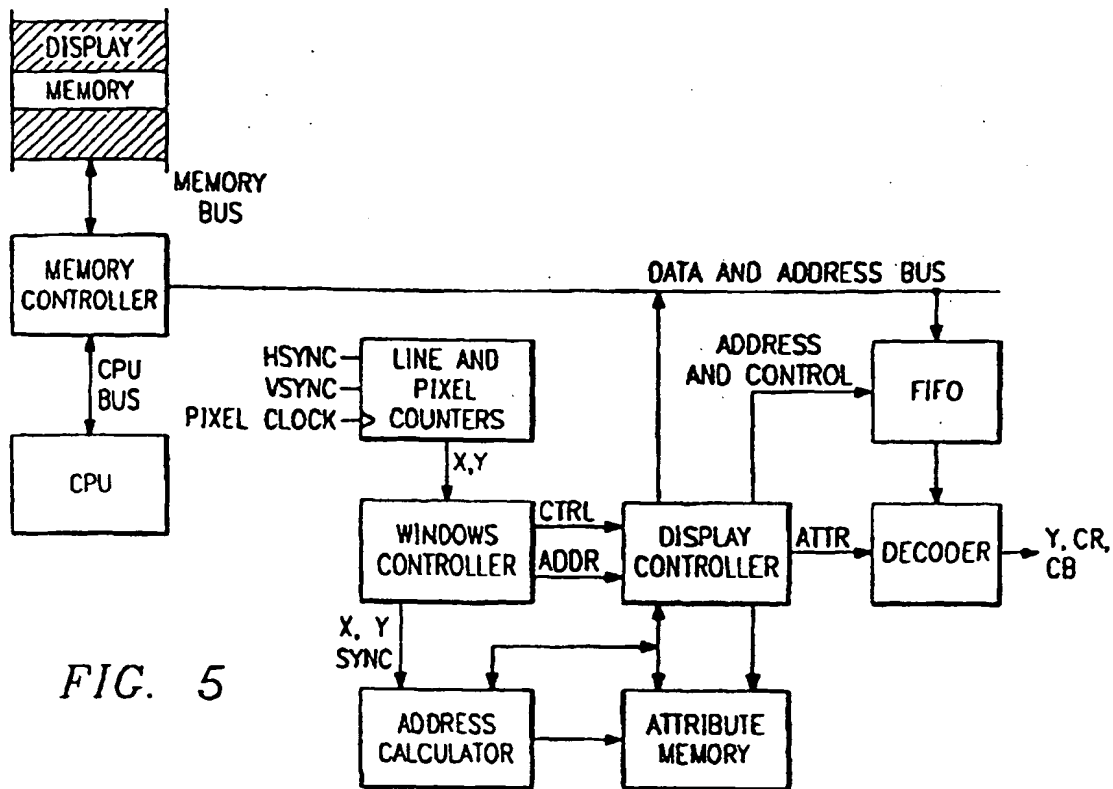 DISPLAY
MEMORY
MEMORY
BUS
MEMORY
CONTROLLER
DATA AND ADDRESS BUS
CPU
BUS
CPU
HSYNC
VSYNC
PIXEL CLOCK
LINE AND
PIXEL
COUNTERS
ADDRESS
AND CONTROL
FIFO
X,Y
WINDOWS
CONTROLLER
CTRL
ADDR
DISPLAY
CONTROLLER
ATTR
DECODER
Y, CR,
CB
X, Y
SYNC
FIG. 5
ADDRESS
CALCULATOR
ATTRIBUTE
MEMORY